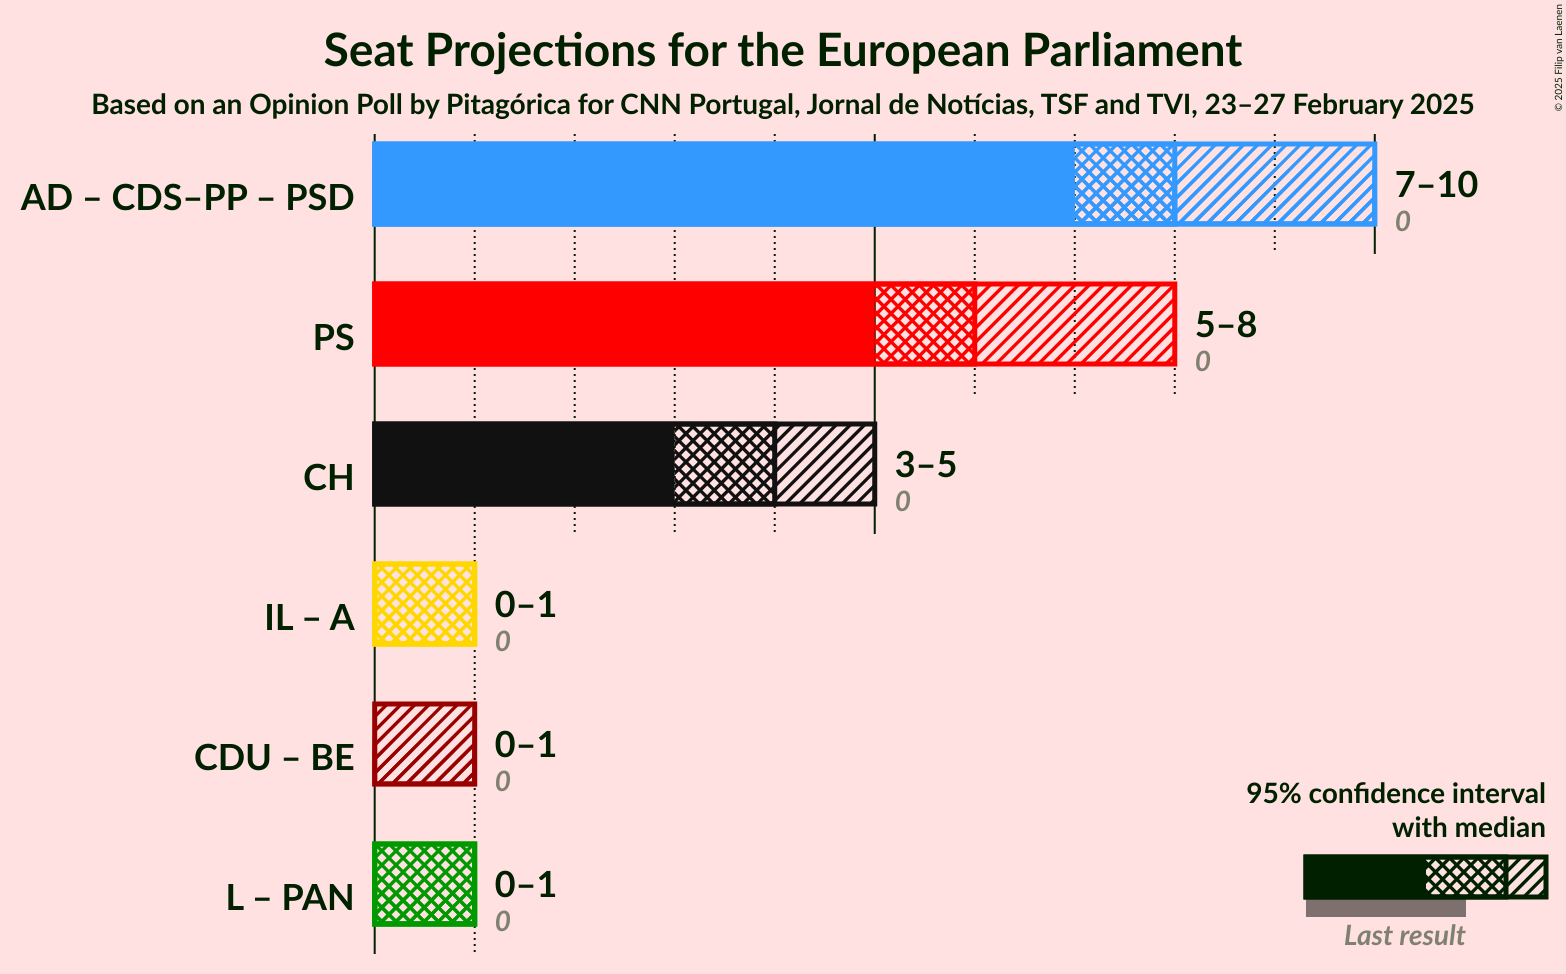 Seat Projections for the European Parliament
Based on an Opinion Poll by Pitagórica for CNN Portugal, Jornal de Notícias, TSF and TVI, 23–27 February 2025
© 2025 Filip van Laenen
AD – CDS–PP – PSD
7–10
0
PS
5–8
0
CH
3–5
0
IL – A
0–1
0
CDU – BE
0–1
0
L – PAN
0–1
0
95% confidence interval
with median
Last result